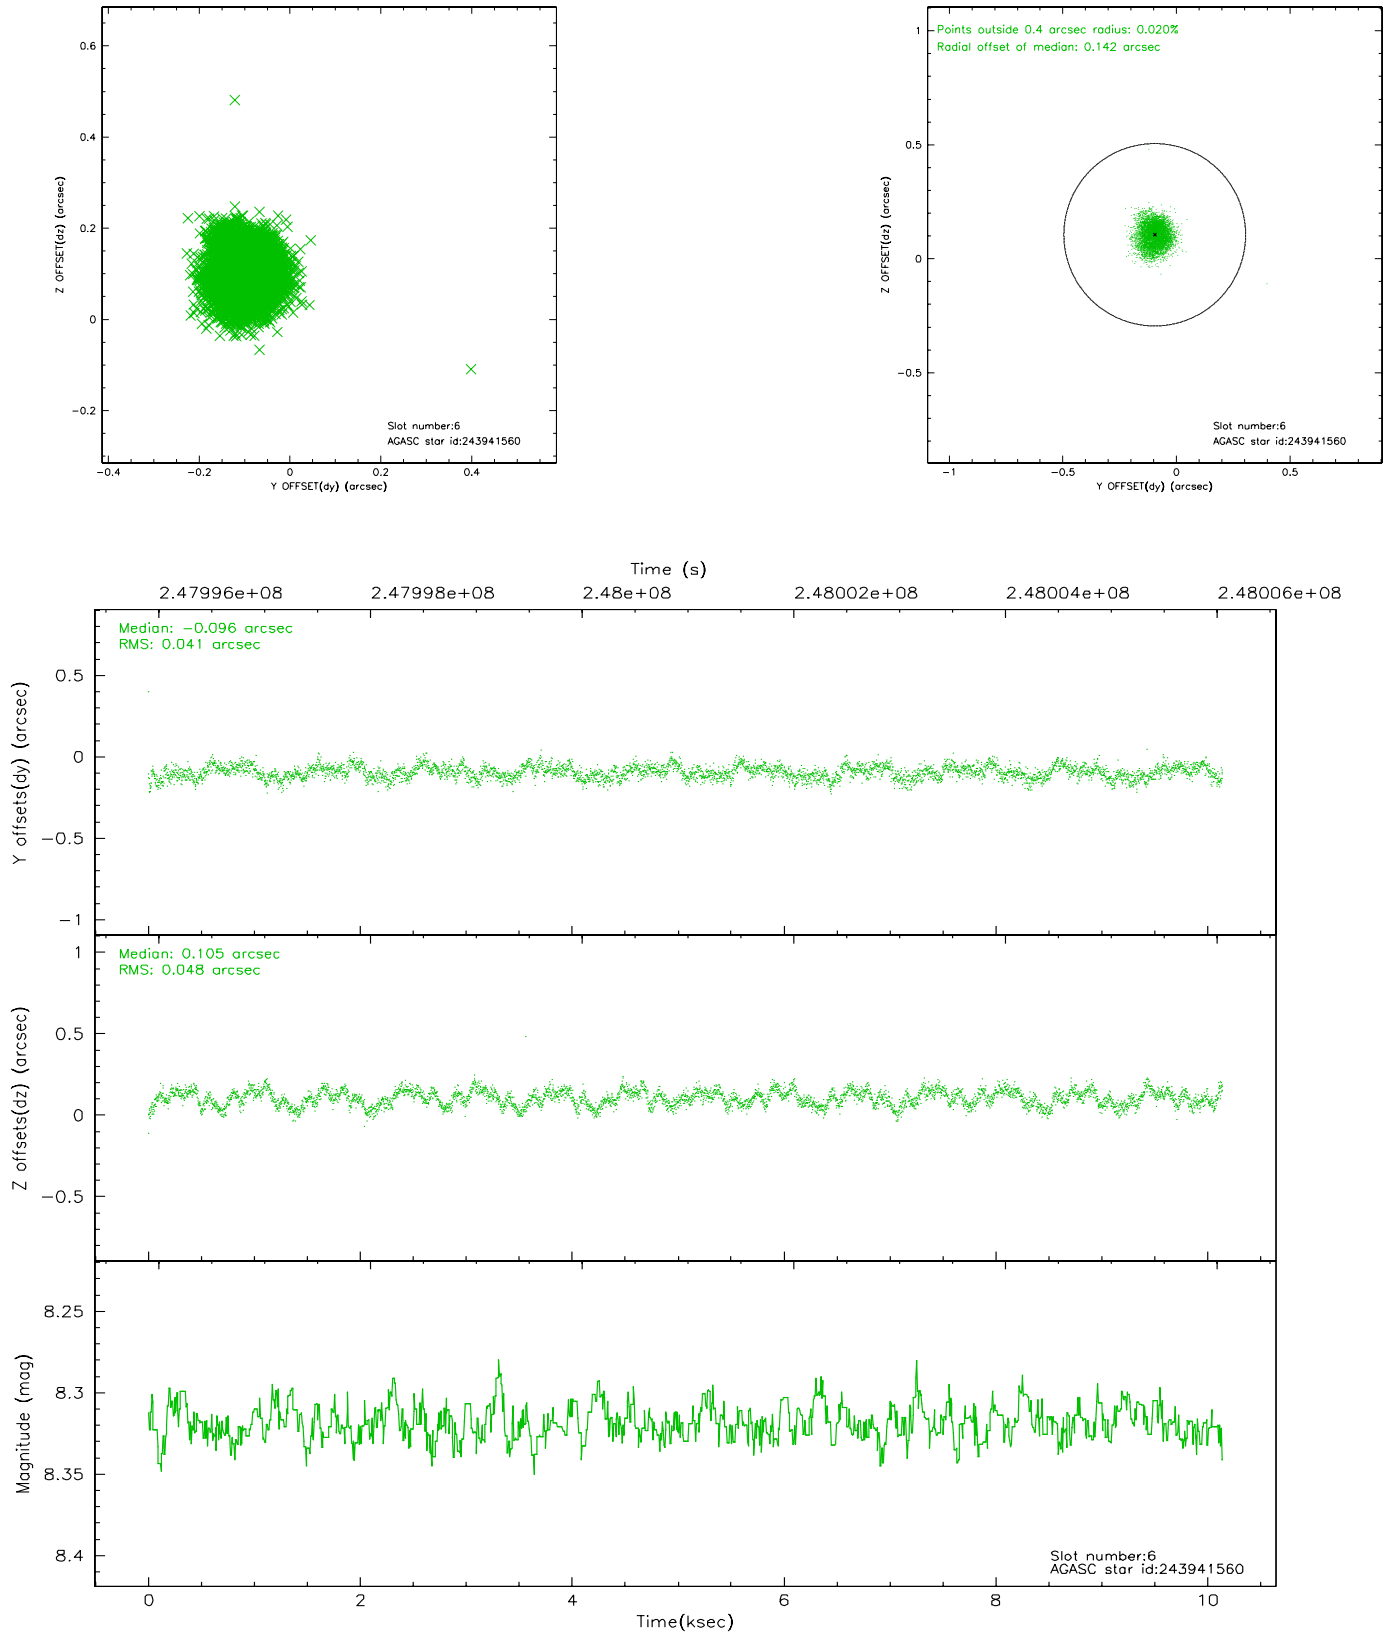 0.6
0.4
0.2
0
−0.2
−0.4 −0.2 0 0.2 0.4
Z OFFSET(dz) (arcsec)
Y OFFSET(dy) (arcsec)
Slot number:6
AGASC star id:243941560
Points outside 0.4 arcsec radius: 0.020%
Radial offset of median: 0.142 arcsec
1
0.5
0
−0.5
−1 −0.5 0 0.5
Z OFFSET(dz) (arcsec)
Y OFFSET(dy) (arcsec)
Slot number:6
AGASC star id:243941560
Time (s)
2.47996e+08 2.47998e+08 2.48e+08 2.48002e+08 2.48004e+08 2.48006e+08
Median: −0.096 arcsec
RMS: 0.041 arcsec
0.5
0
−0.5
−1
Y offsets(dy) (arcsec)
Median: 0.105 arcsec
RMS: 0.048 arcsec
1
0.5
0
−0.5
Z offsets(dz) (arcsec)
8.25
8.3
8.35
8.4
Magnitude (mag)
Slot number:6
AGASC star id:243941560
0 2 4 6 8 10
Time(ksec)